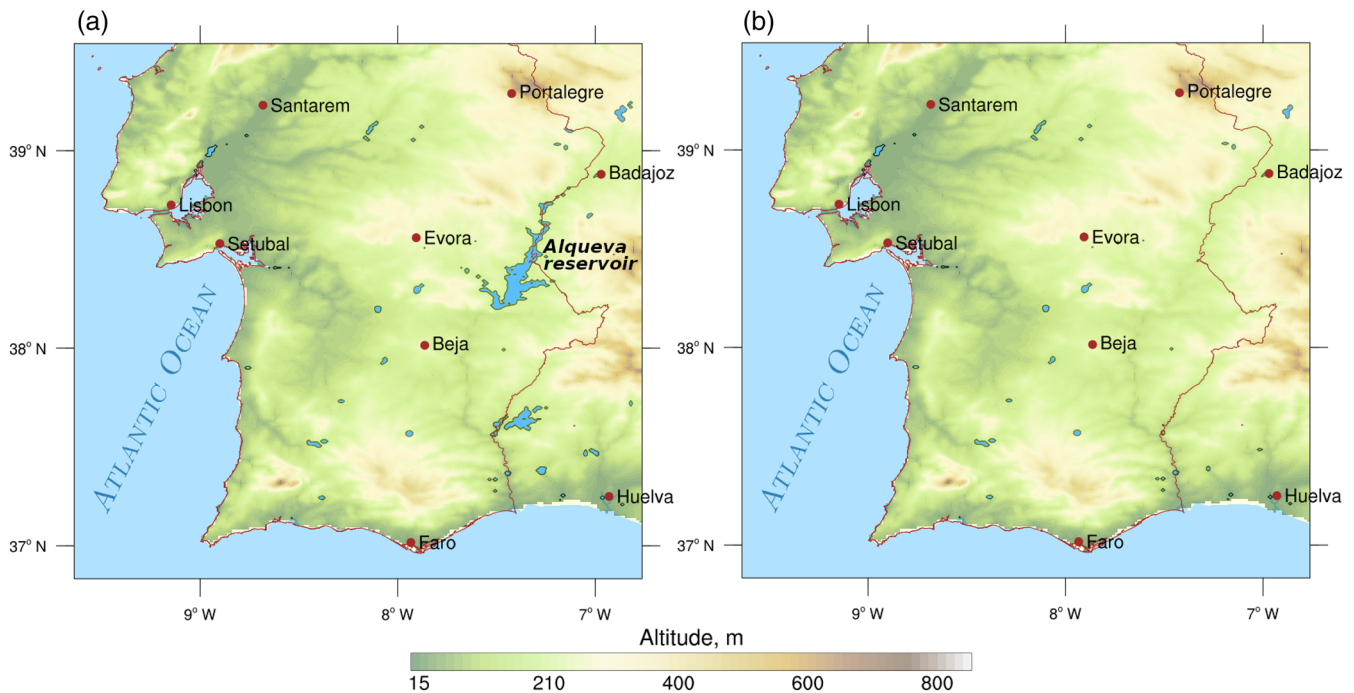 (a)
(b)
Santarem
Portalegre
39° N
Badajoz
Lisbon
Evora
Setubal
Alqueva
reservoir
ATLANTIC OCEAN
38° N
Beja
Huelva
37° N
Faro
9° W
8° W
7° W
Santarem
Portalegre
39° N
Badajoz
Lisbon
Evora
Setubal
ATLANTIC OCEAN
38° N
Beja
Huelva
37° N
Faro
9° W
8° W
7° W
Altitude, m
15
210
400
600
800